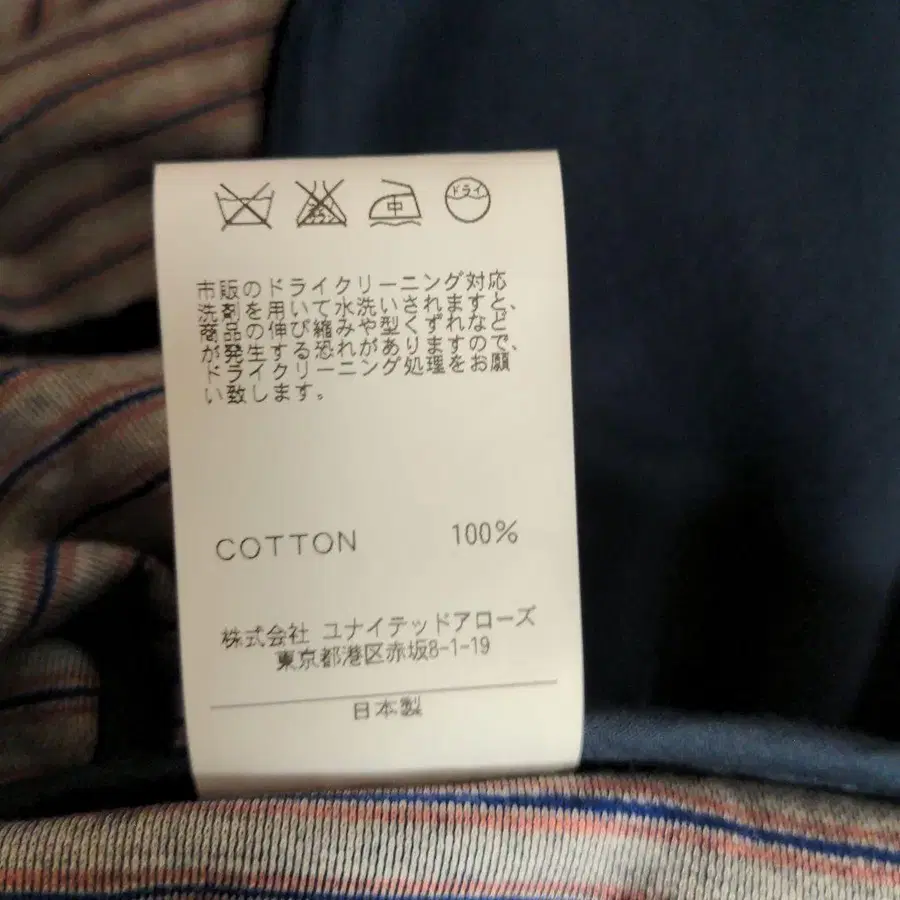 中 ドライ
市販のドライクリーニング対応
洗剤を用いて水洗いされますと、
商品の伸び縮みや型くずれなど
が発生する恐れがありますので、
ドライクリーニング処理をお願
い致します。
COTTON 100%
株式会社 ユナイテッドアローズ
東京都港区赤坂8-1-19
日本製